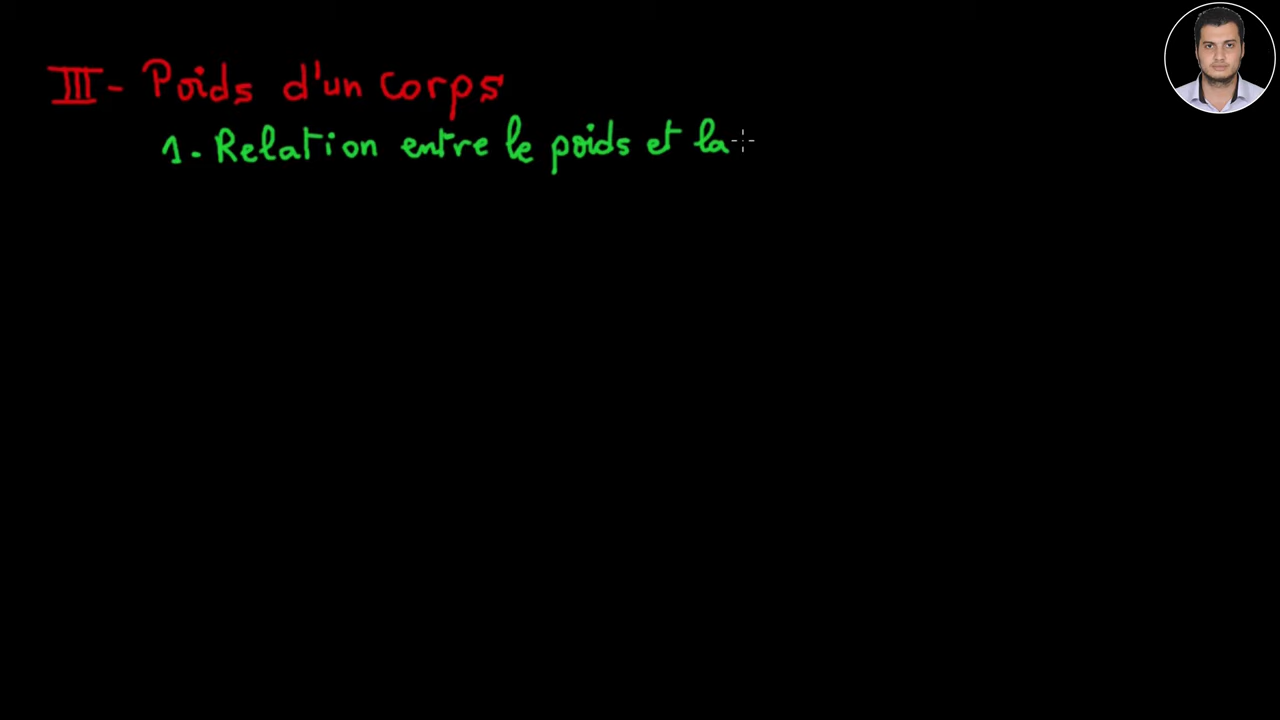 III- Poids d'un corps
1. Relation entre le poids et la